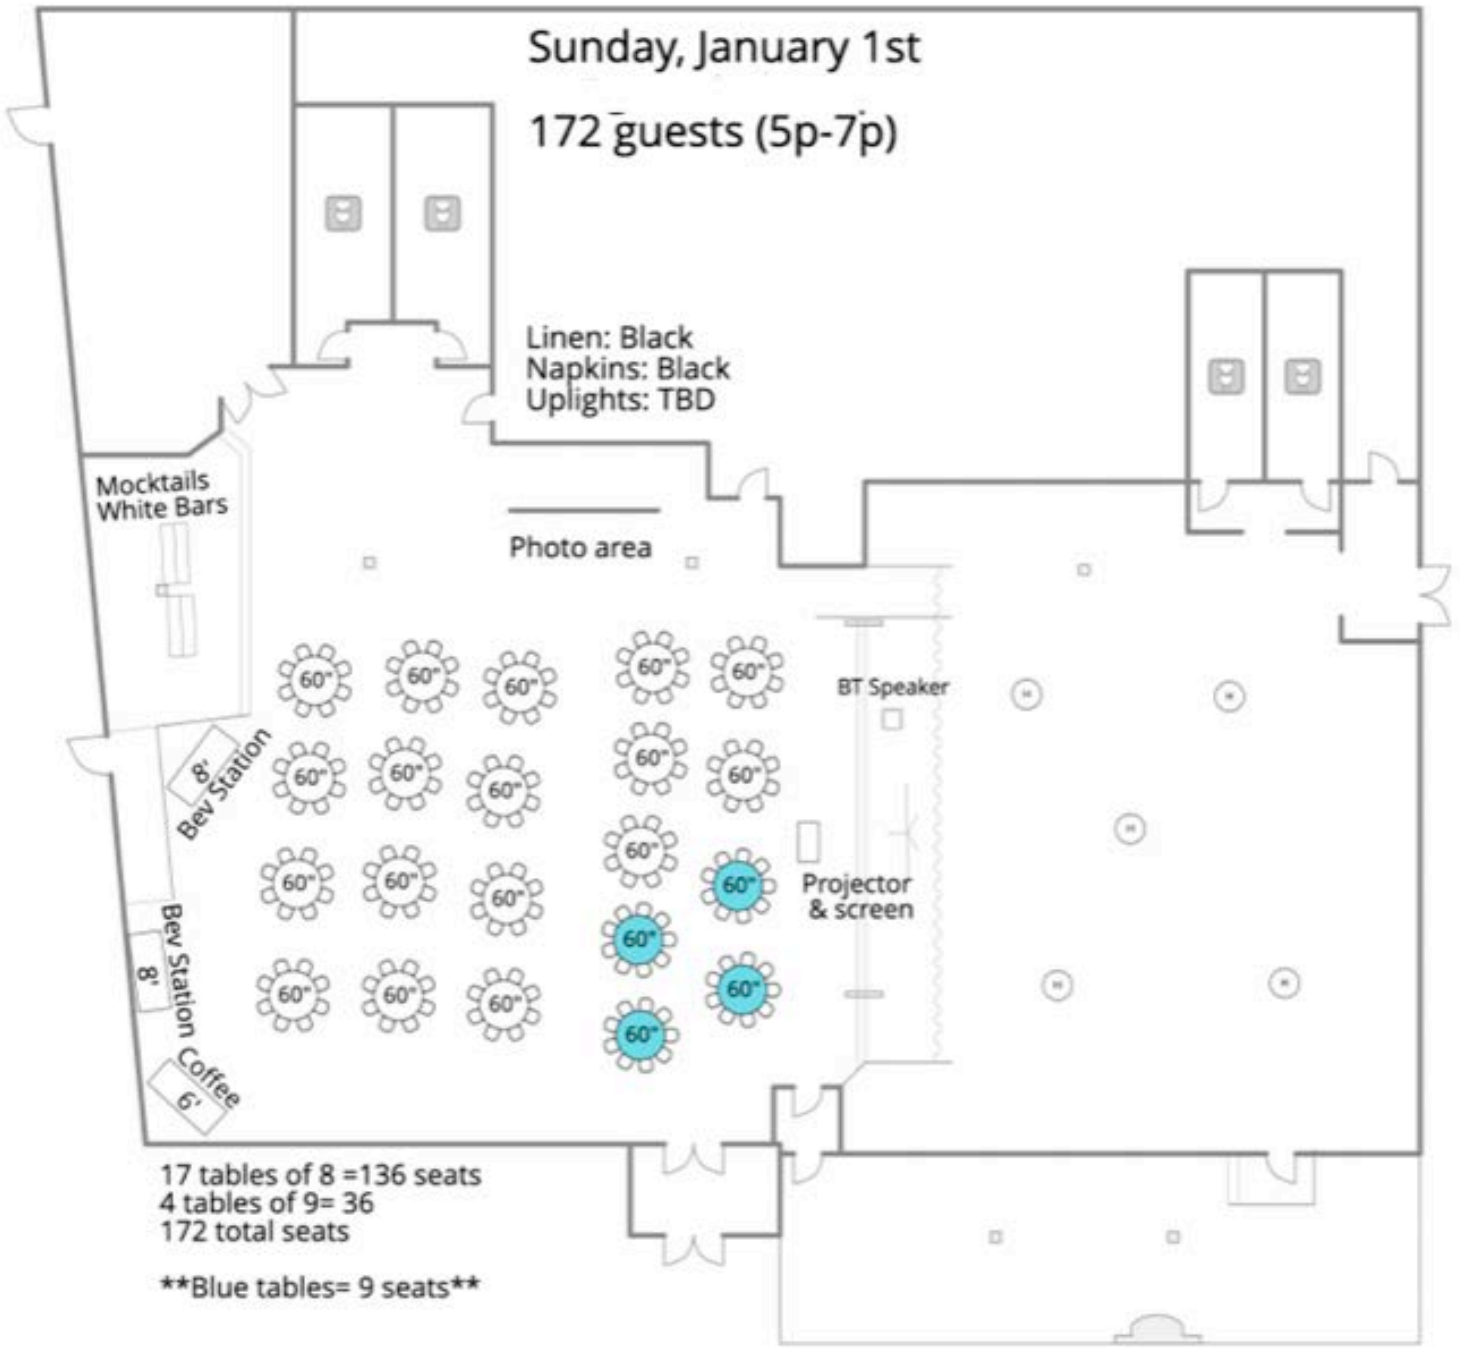 Sunday, January 1st
172 guests (5p-7p)
Linen: Black
Napkins: Black
Uplights: TBD
Mocktails
White Bars
Photo area
60" 60" 60" 60" 60"
BT Speaker
8'
Bev Station
60" 60" 60" 60" 60"
60" 60" 60" 60" 60"
Projector
& screen
8'
Bev Station
60"
60" 60" 60" 60" 60"
Coffee
6'
17 tables of 8 =136 seats
4 tables of 9= 36
172 total seats
**Blue tables= 9 seats**
H
H
H
H
H